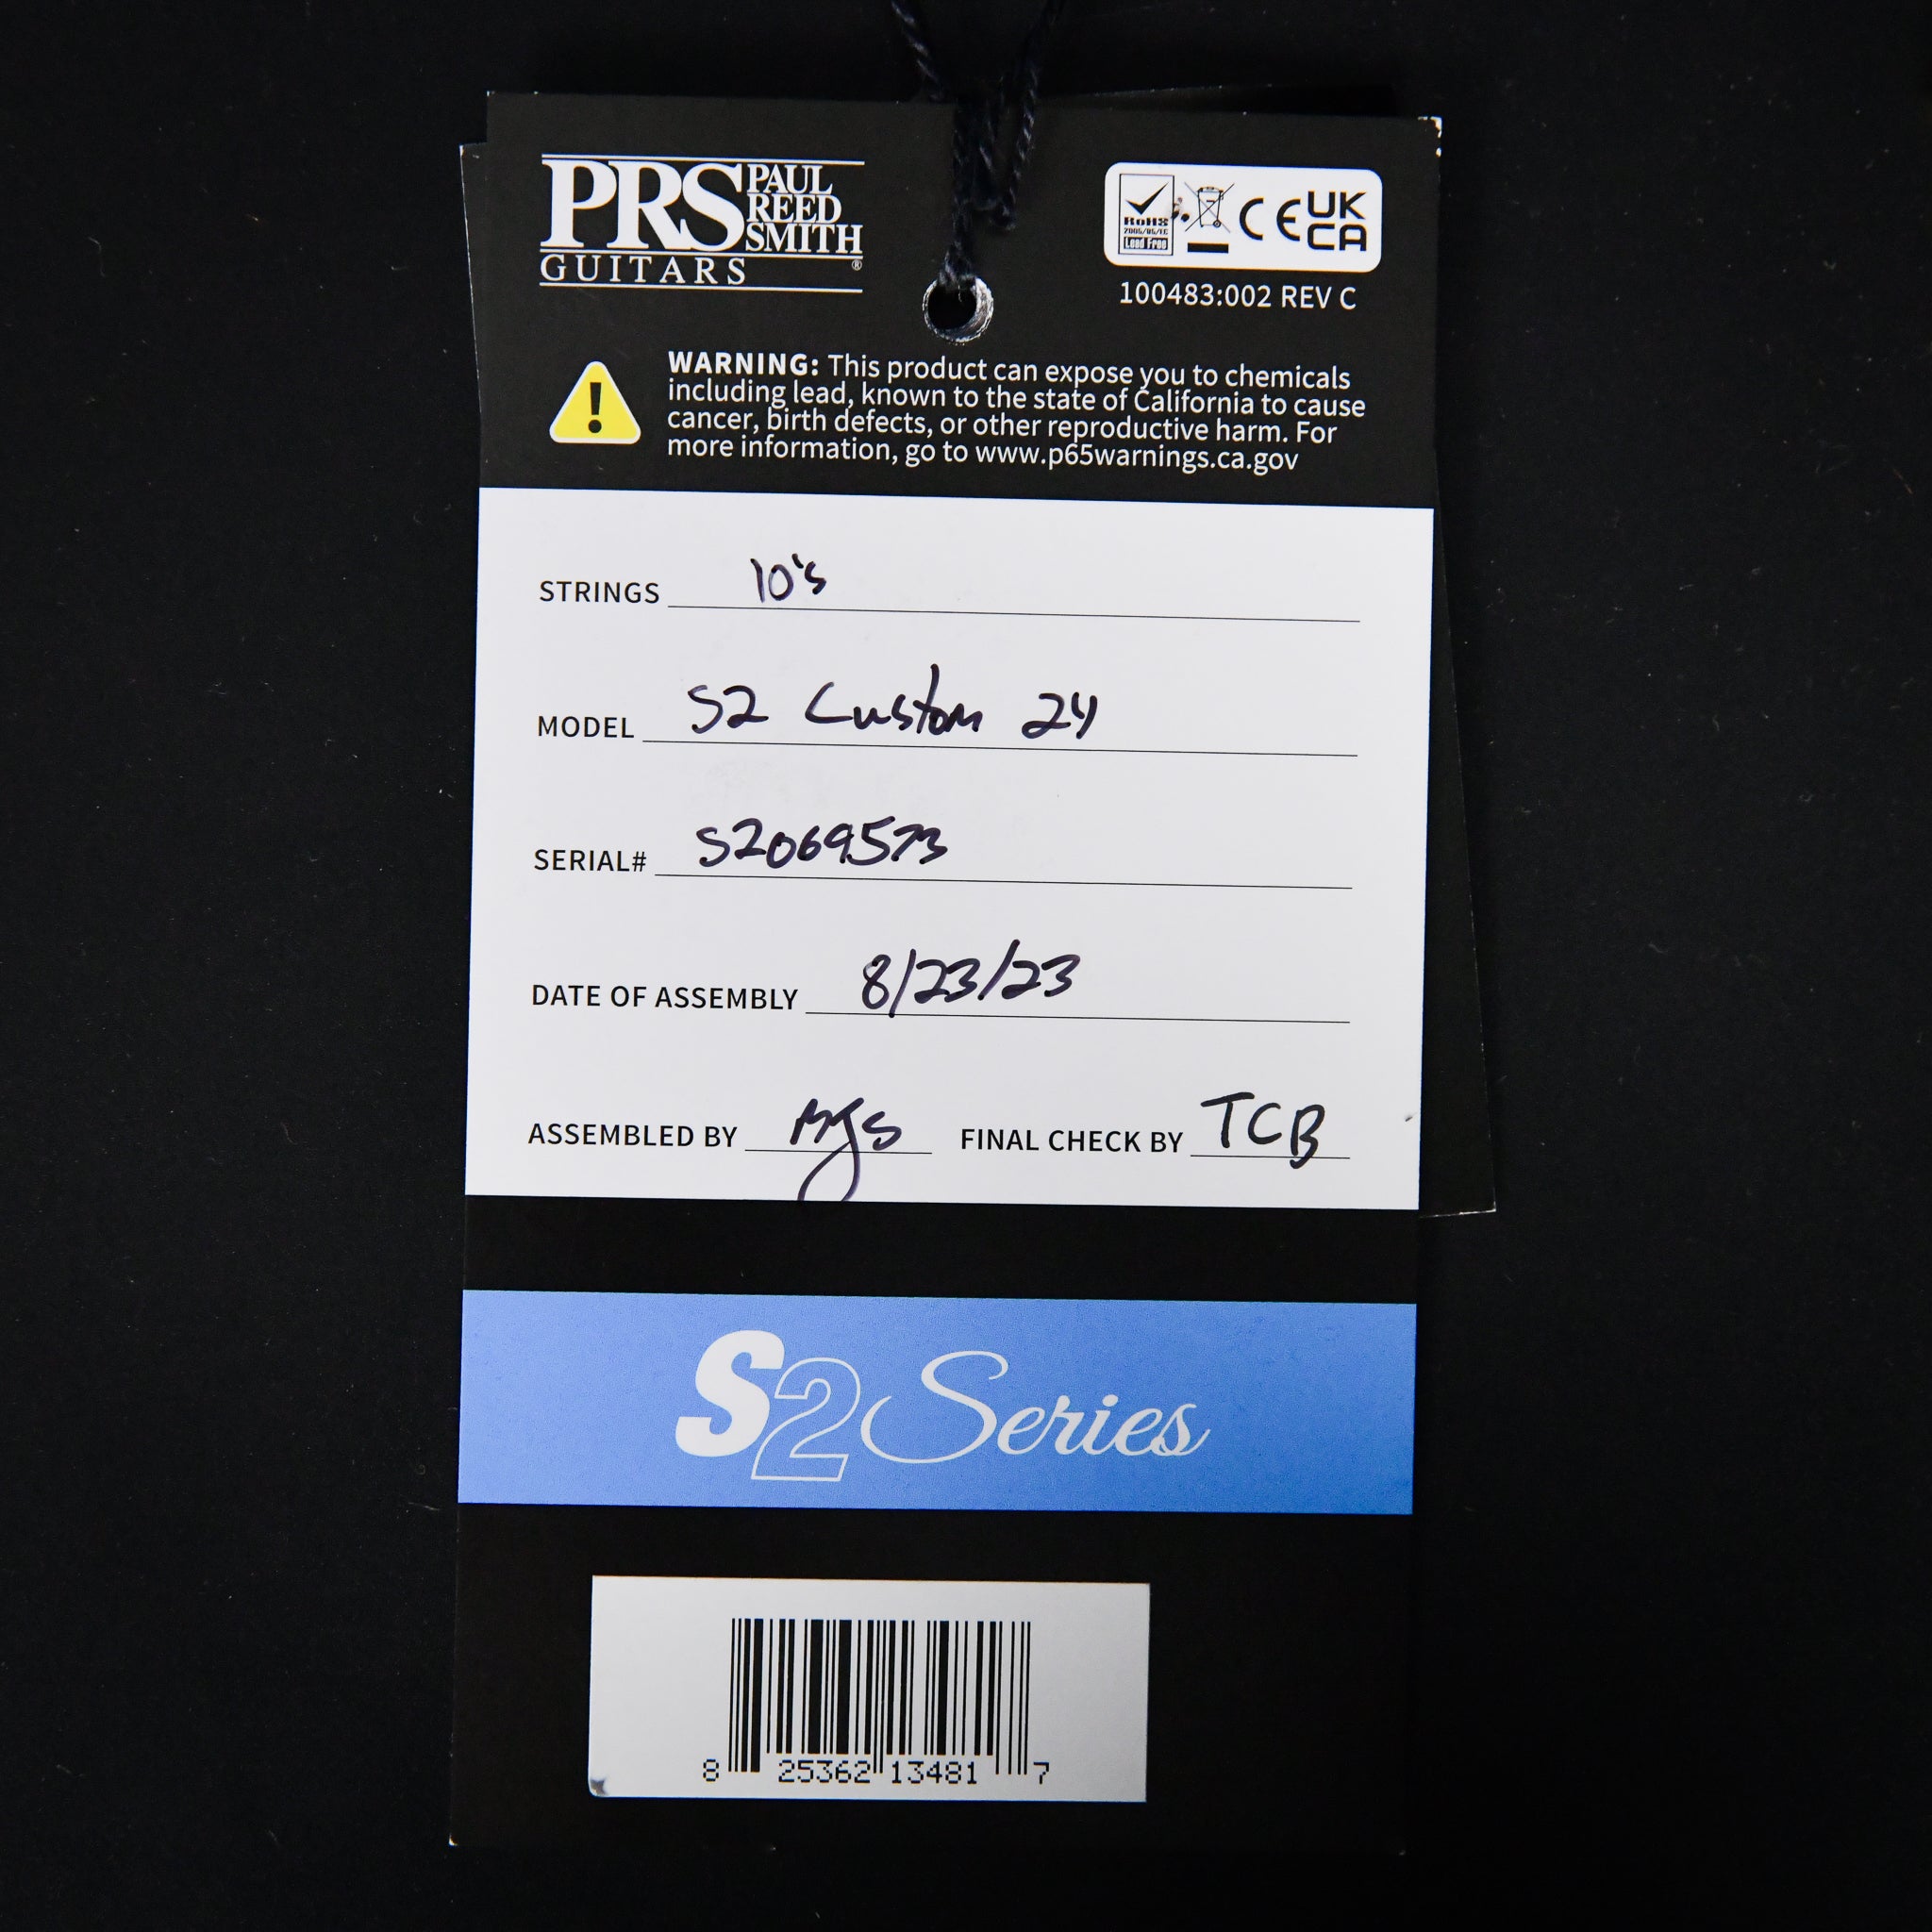 PRS PAUL REED SMITH
GUITARS ®
RoHS
2005/95/EC
Lead Free
CE UK CA
100483:002 REV C
WARNING: This product can expose you to chemicals
including lead, known to the state of California to cause
cancer, birth defects, or other reproductive harm. For
more information, go to www.p65warnings.ca.gov
STRINGS 10's
MODEL S2 Custom 24
SERIAL# S2069573
DATE OF ASSEMBLY 8/23/23
ASSEMBLED BY MJS FINAL CHECK BY TCB
S2 Series
8 25362 13481 7